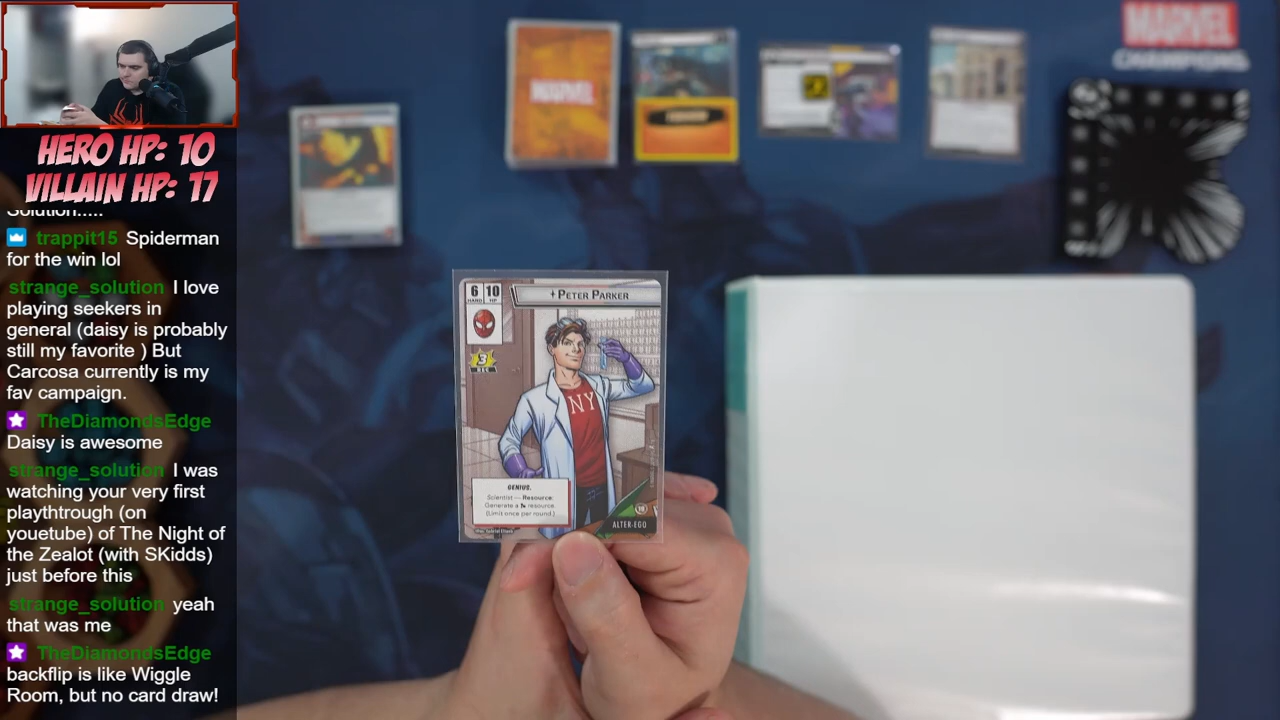 HERO HP: 10
VILLAIN HP: 17
Solution.....
trappit15 Spiderman
for the win lol
strange_solution I love
playing seekers in
general (daisy is probably
still my favorite ) But
Carcosa currently is my
fav campaign.
TheDiamondsEdge
Daisy is awesome
strange_solution I was
watching your very first
playthrough (on
youetube) of The Night of
the Zealot (with SKidds)
just before this
strange_solution yeah
that was me
TheDiamondsEdge
backflip is like Wiggle
Room, but no card draw!
MARVEL
MARVEL
CHAMPIONS
6 10
HAND HP
PETER PARKER
3
REC
NY
GENIUS.
Scientist — Resource:
Generate a resource.
(Limit once per round.)
ALTER-EGO